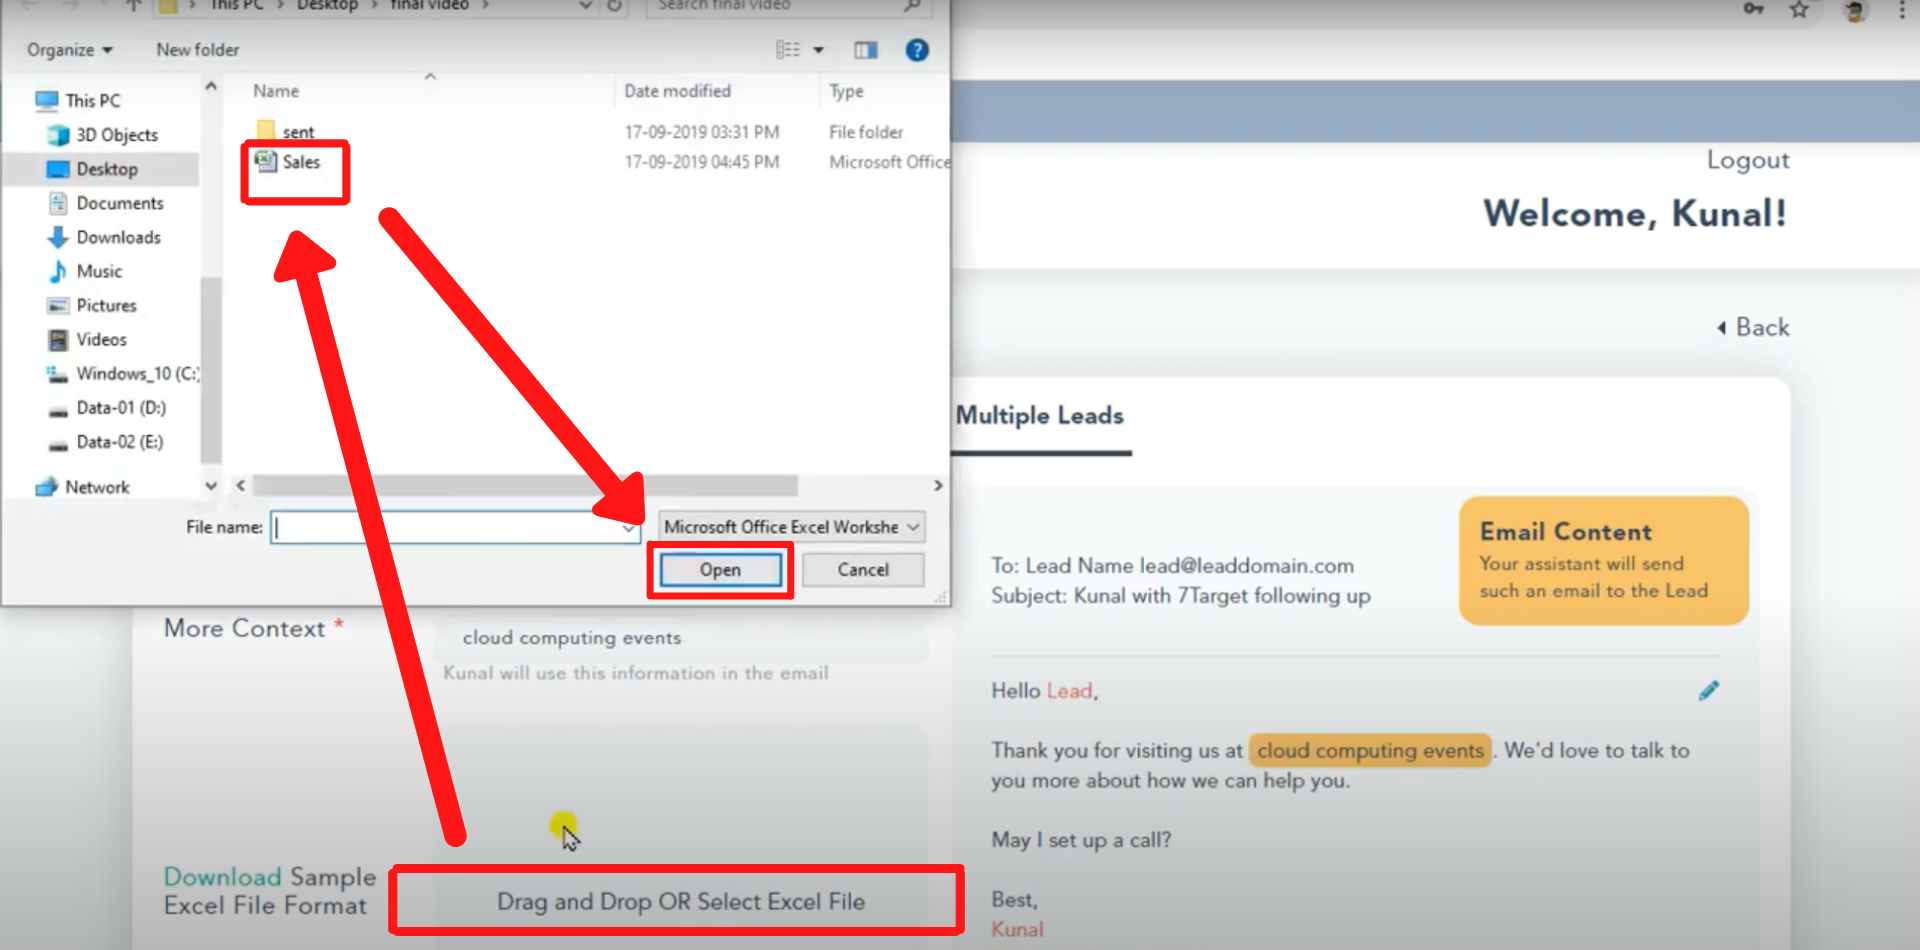 This PC > Desktop > final video >
Search final video
Organize
New folder
Name
Date modified
Type
This PC
3D Objects
Desktop
Documents
Downloads
Music
Pictures
Videos
Windows_10 (C:)
Data-01 (D:)
Data-02 (E:)
Network
sent
17-09-2019 03:31 PM
File folder
Sales
17-09-2019 04:45 PM
Microsoft Office
File name:
Microsoft Office Excel Workshe
Open
Cancel
Logout
Welcome, Kunal!
Back
Multiple Leads
More Context *
cloud computing events
Kunal will use this information in the email
Download Sample
Excel File Format
Drag and Drop OR Select Excel File
To: Lead Name lead@leaddomain.com
Subject: Kunal with 7Target following up
Email Content
Your assistant will send
such an email to the Lead
Hello Lead,
Thank you for visiting us at cloud computing events . We'd love to talk to
you more about how we can help you.
May I set up a call?
Best,
Kunal